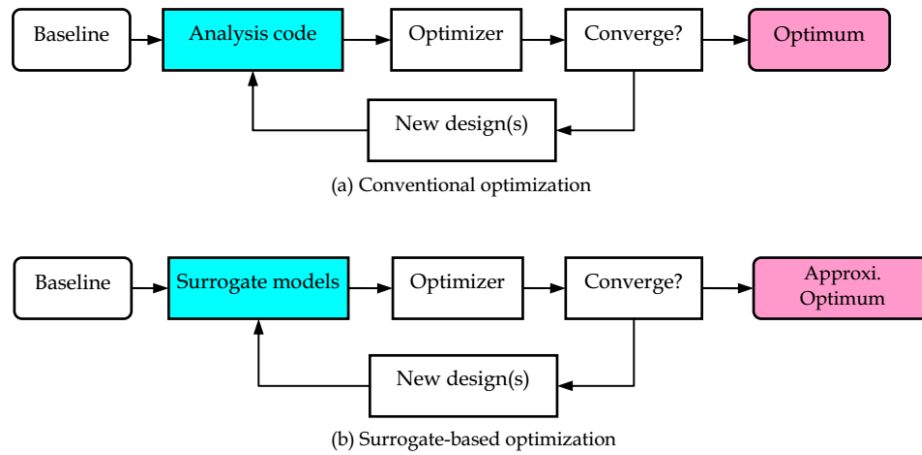 Baseline
Analysis code
Optimizer
Converge?
Optimum
New design(s)
(a) Conventional optimization
Baseline
Surrogate models
Optimizer
Converge?
Approxi.
Optimum
New design(s)
(b) Surrogate-based optimization